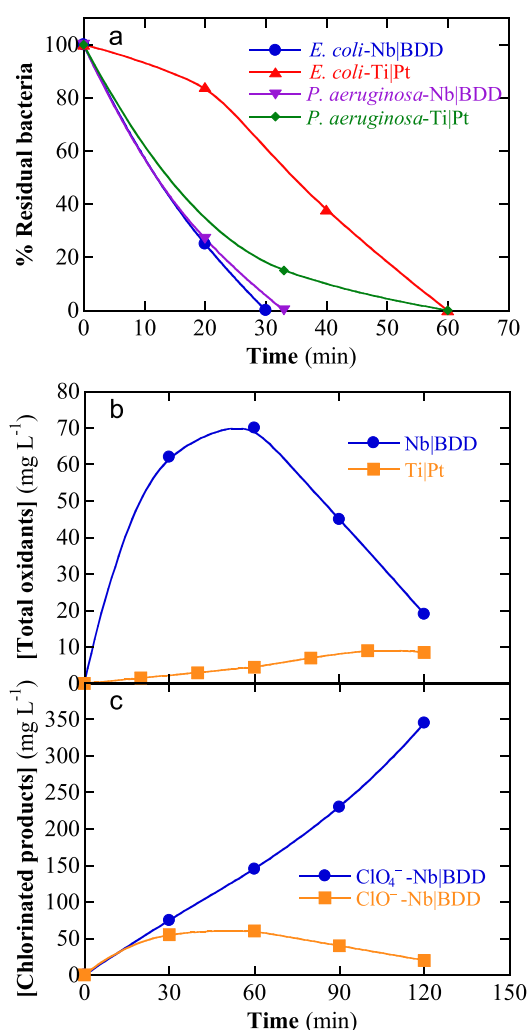 a
E. coli-Nb|BDD
E. coli-Ti|Pt
P. aeruginosa-Nb|BDD
P. aeruginosa-Ti|Pt
% Residual bacteria
100
80
60
40
20
0
0 10 20 30 40 50 60 70
Time (min)
b
Nb|BDD
Ti|Pt
[Total oxidants] (mg L⁻¹)
80
70
60
50
40
30
20
10
0
c
ClO₄⁻-Nb|BDD
ClO⁻-Nb|BDD
[Chlorinated products] (mg L⁻¹)
350
300
250
200
150
100
50
0
0 30 60 90 120 150
Time (min)